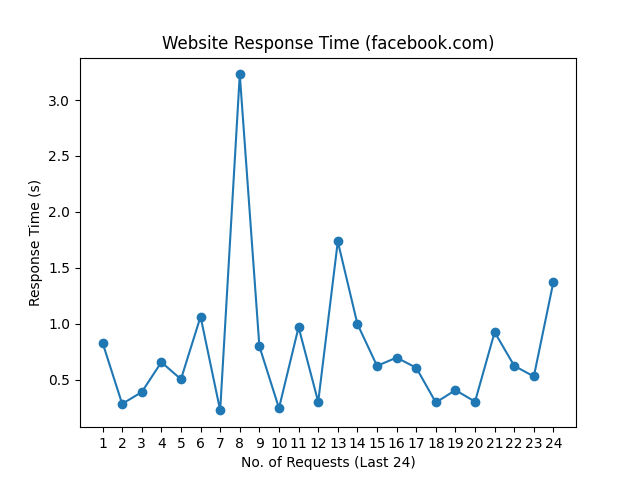 Website Response Time (facebook.com)
Response Time (s)
3.0
2.5
2.0
1.5
1.0
0.5
1 2 3 4 5 6 7 8 9 10 11 12 13 14 15 16 17 18 19 20 21 22 23 24
No. of Requests (Last 24)